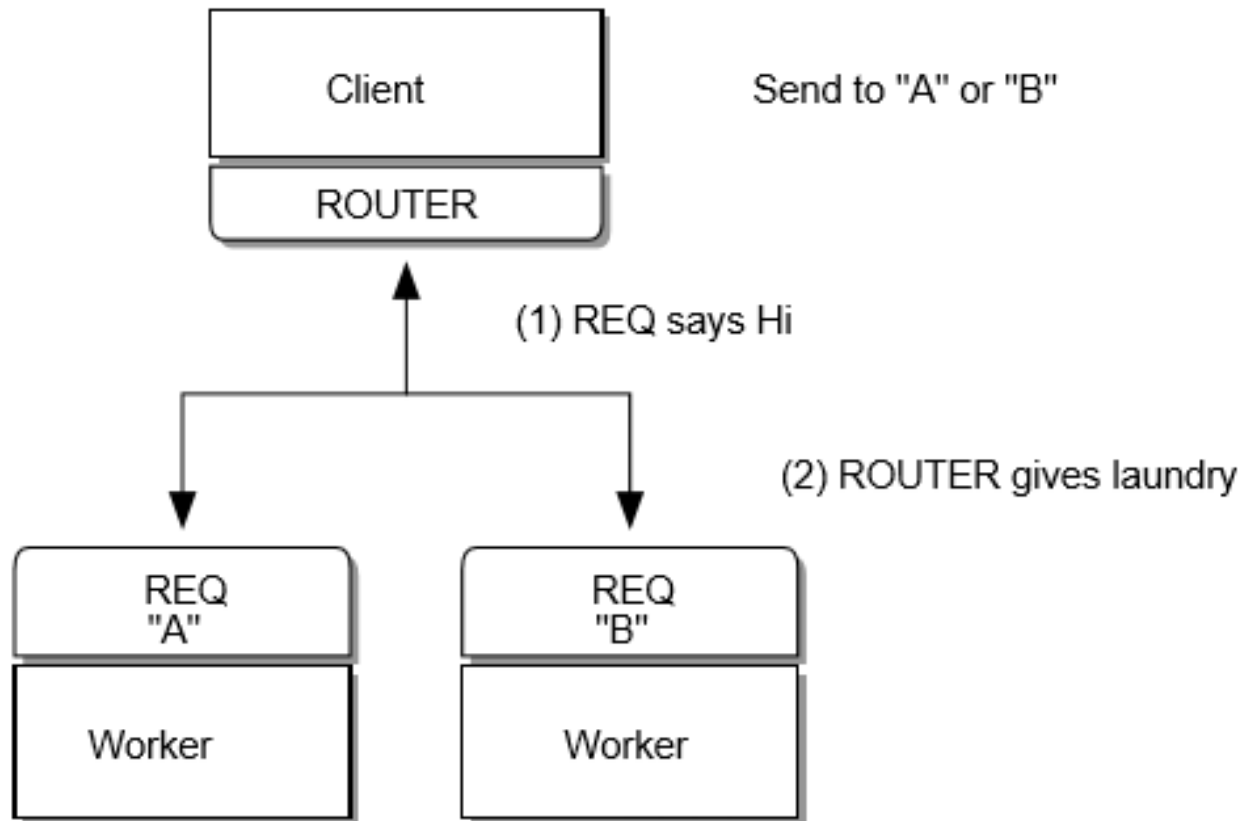 Client
Send to "A" or "B"
ROUTER
(1) REQ says Hi
(2) ROUTER gives laundry
REQ
"A"
REQ
"B"
Worker
Worker